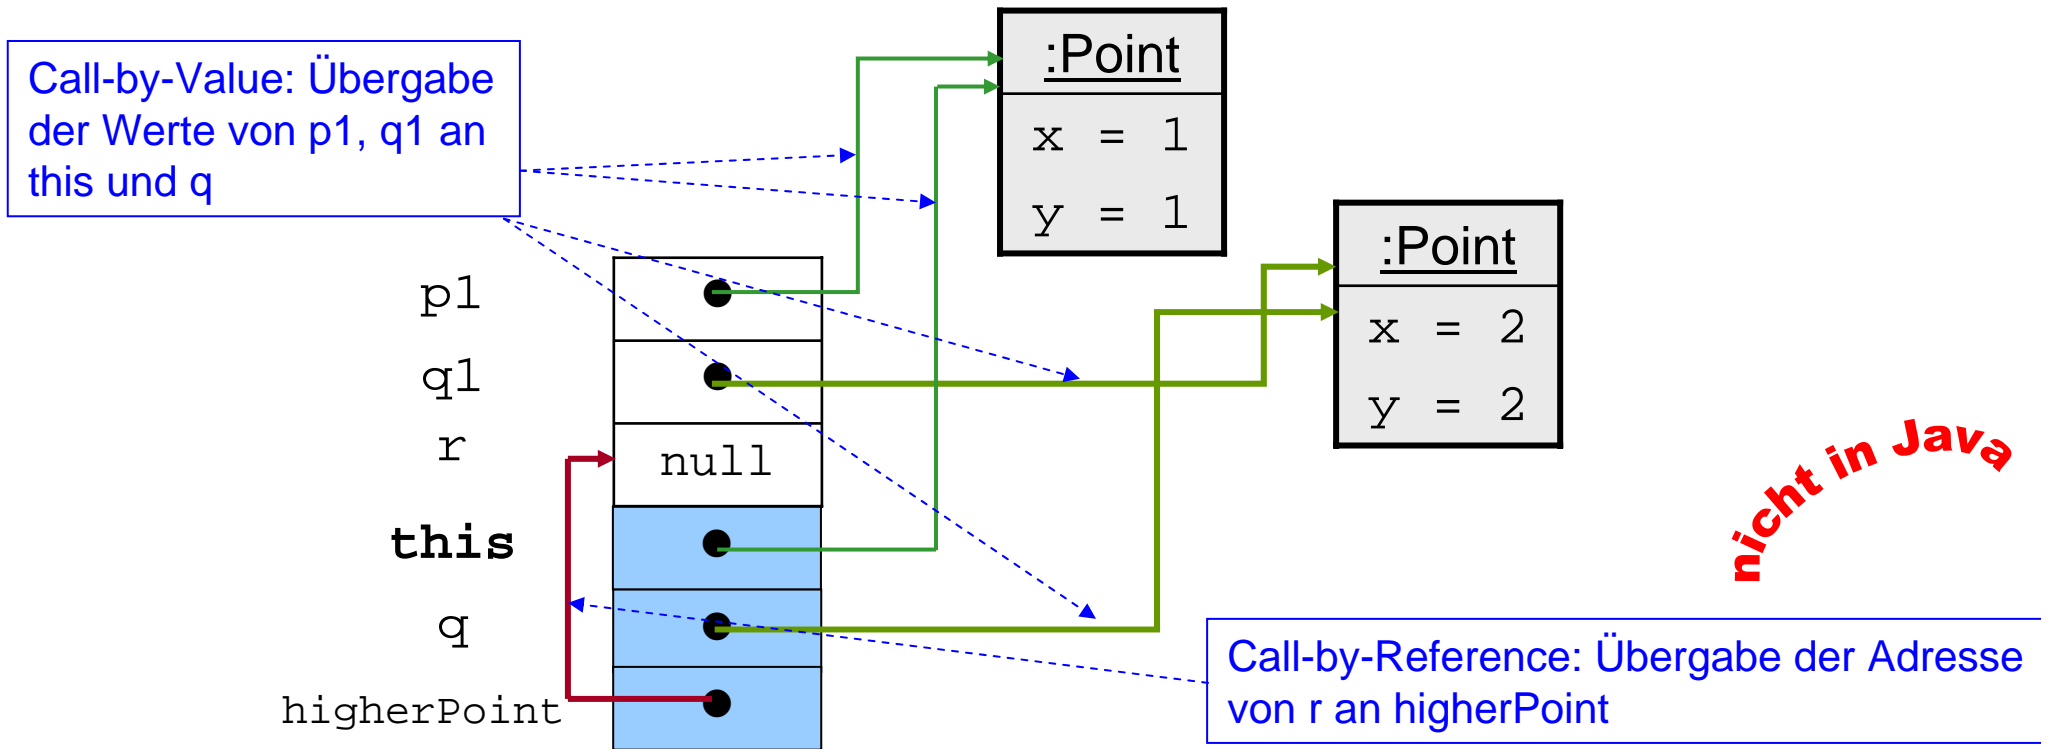 Call-by-Value: Übergabe
der Werte von p1, q1 an
this und q
:Point
x = 1
y = 1
:Point
x = 2
y = 2
p1
q1
r
null
this
q
higherPoint
nicht in Java
Call-by-Reference: Übergabe der Adresse
von r an higherPoint